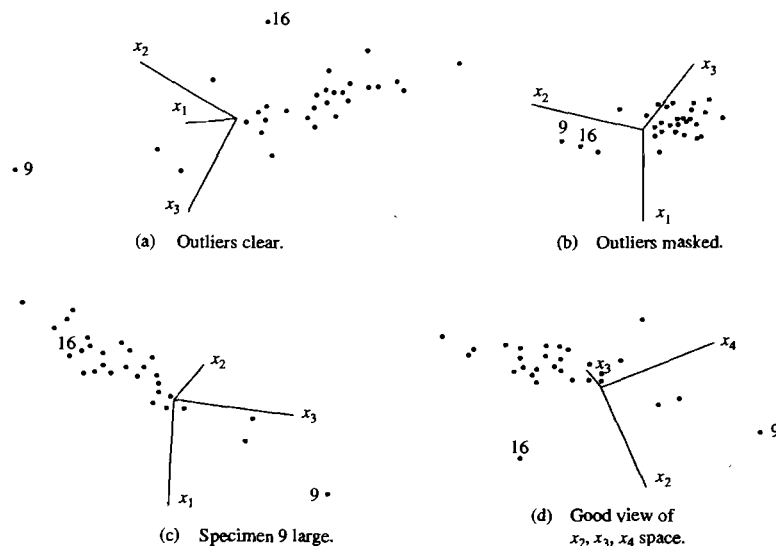 16
x2
x1
9
x3
(a) Outliers clear.
x3
x2
9
16
x1
(b) Outliers masked.
16
x2
x3
x1
9
(c) Specimen 9 large.
x3
x4
16
9
x2
(d) Good view of
x2, x3, x4 space.